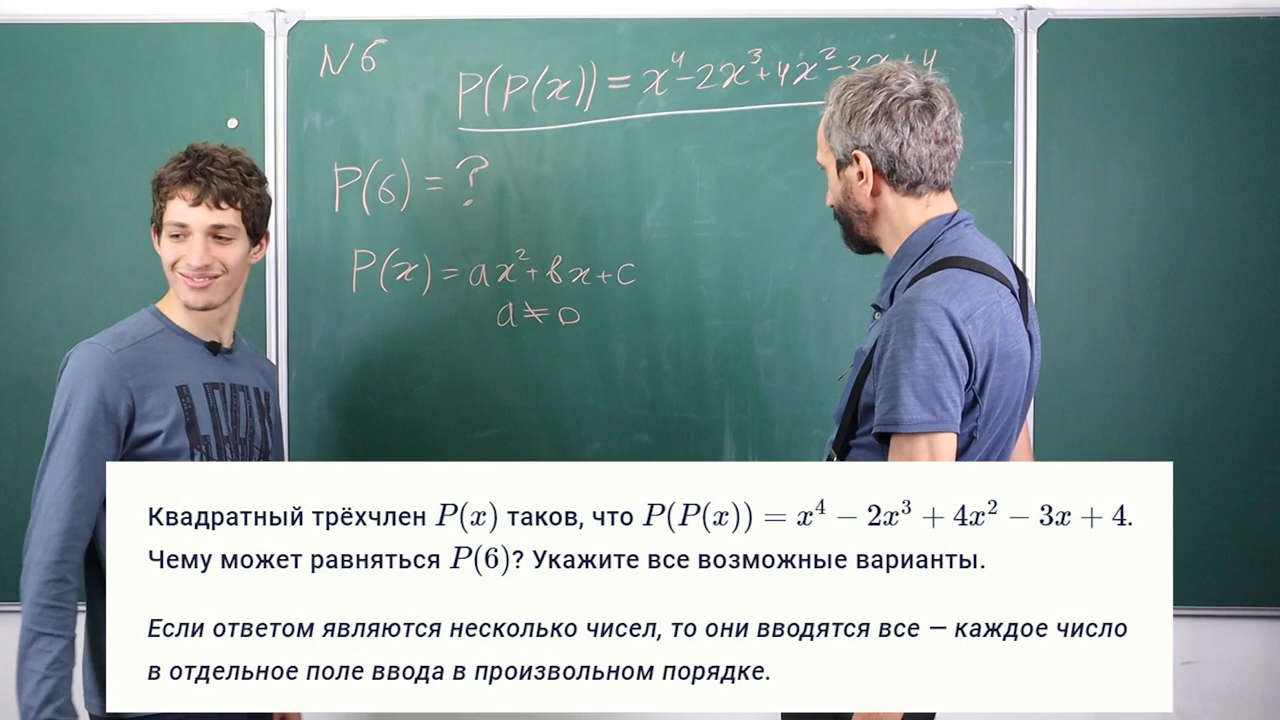 N6
P(P(x)) = x⁴-2x³+4x²-3x+4
P(6) = ?
P(x) = ax²+bx+c
a≠0
Квадратный трёхчлен P(x) таков, что P(P(x)) = x⁴ − 2x³ + 4x² − 3x + 4.
Чему может равняться P(6)? Укажите все возможные варианты.
Если ответом являются несколько чисел, то они вводятся все — каждое число
в отдельное поле ввода в произвольном порядке.